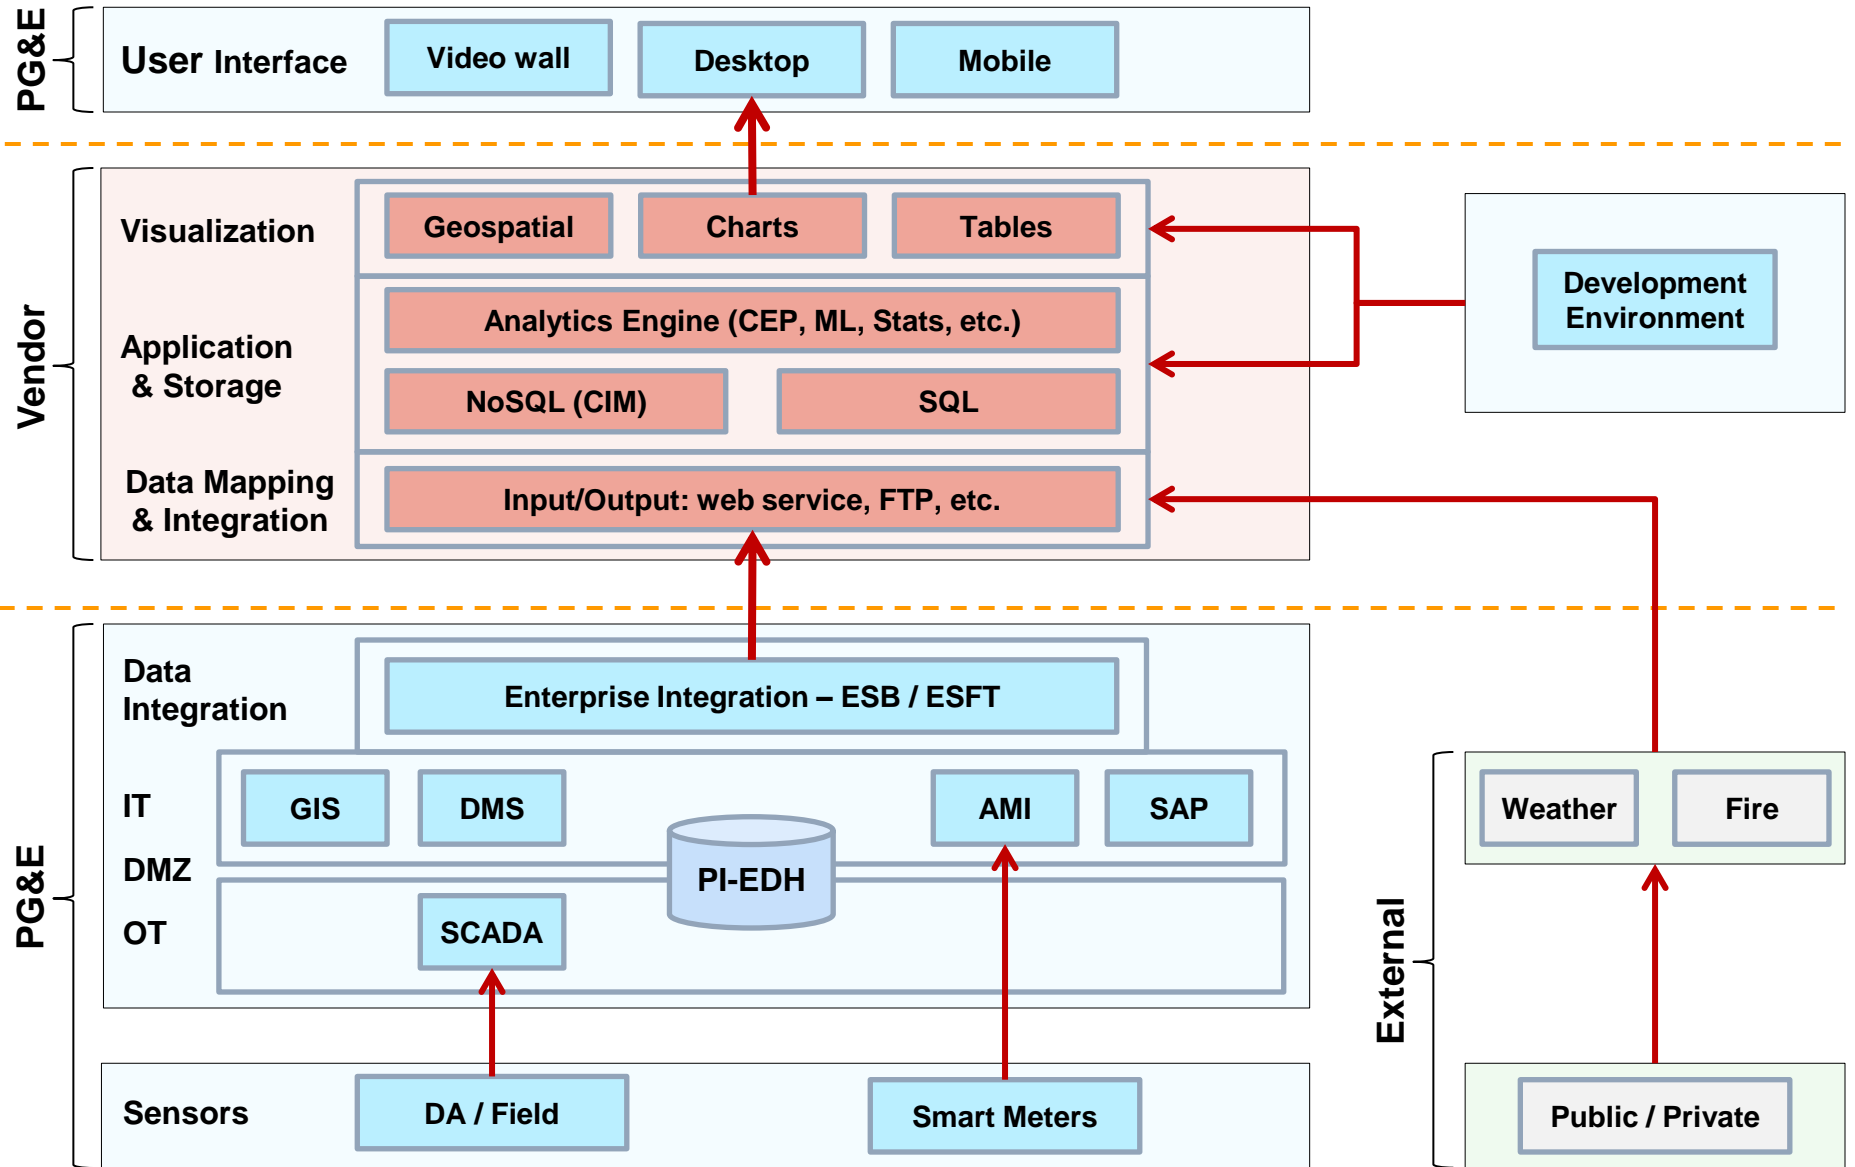 PG&E
User Interface
Video wall
Desktop
Mobile
Vendor
Visualization
Geospatial
Charts
Tables
Application
& Storage
Analytics Engine (CEP, ML, Stats, etc.)
NoSQL (CIM)
SQL
Data Mapping
& Integration
Input/Output: web service, FTP, etc.
Development
Environment
PG&E
Data
Integration
Enterprise Integration – ESB / ESFT
IT
GIS
DMS
AMI
SAP
DMZ
PI-EDH
OT
SCADA
Sensors
DA / Field
Smart Meters
External
Weather
Fire
Public / Private